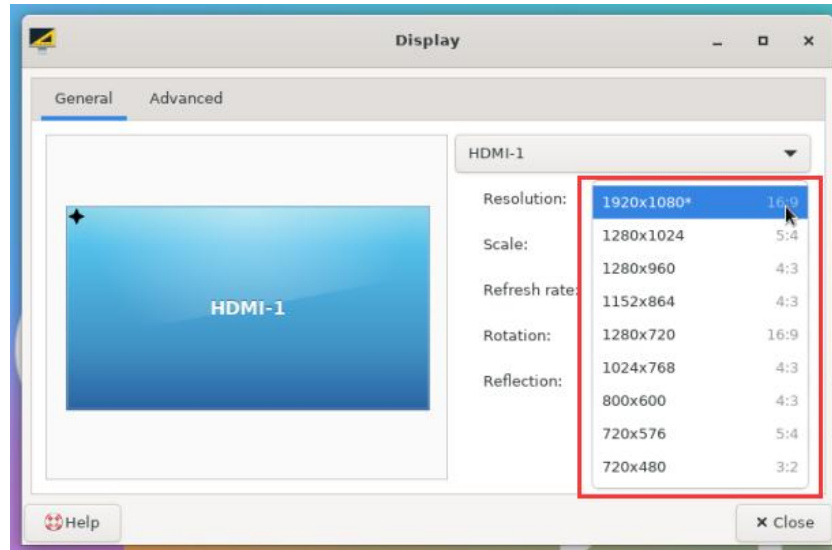 Display
General Advanced
HDMI-1
HDMI-1
Resolution:
Scale:
Refresh rate:
Rotation:
Reflection:
1920x1080* 16:9
1280x1024 5:4
1280x960 4:3
1152x864 4:3
1280x720 16:9
1024x768 4:3
800x600 4:3
720x576 5:4
720x480 3:2
Help
Close